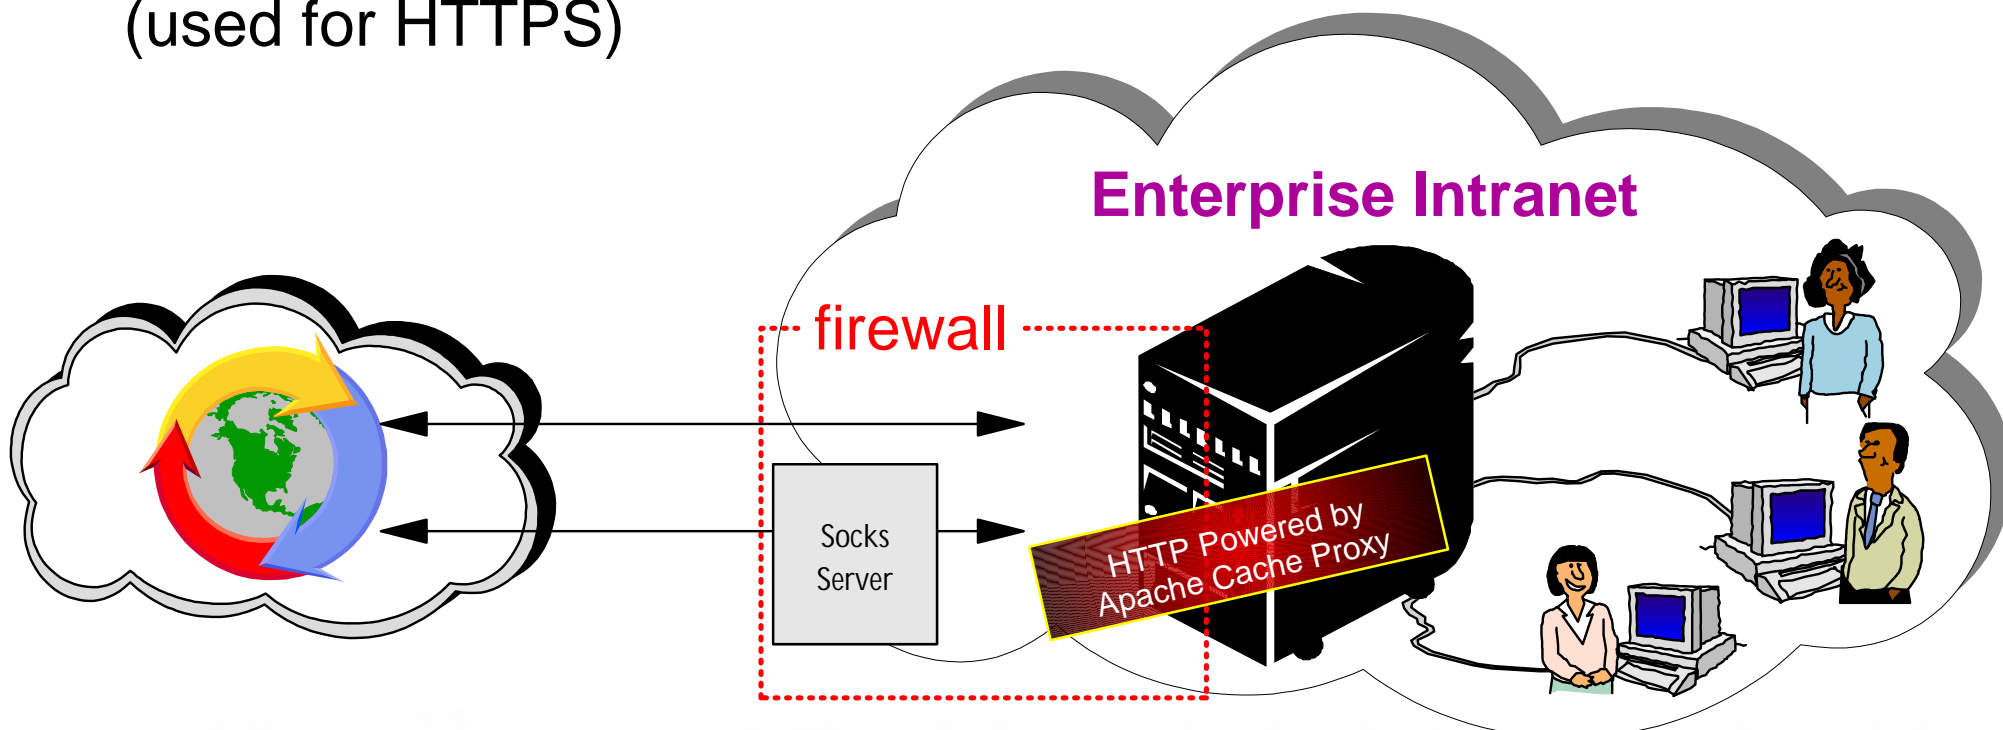 (used for HTTPS)
Enterprise Intranet
firewall
Socks
Server
HTTP Powered by
Apache Cache Proxy